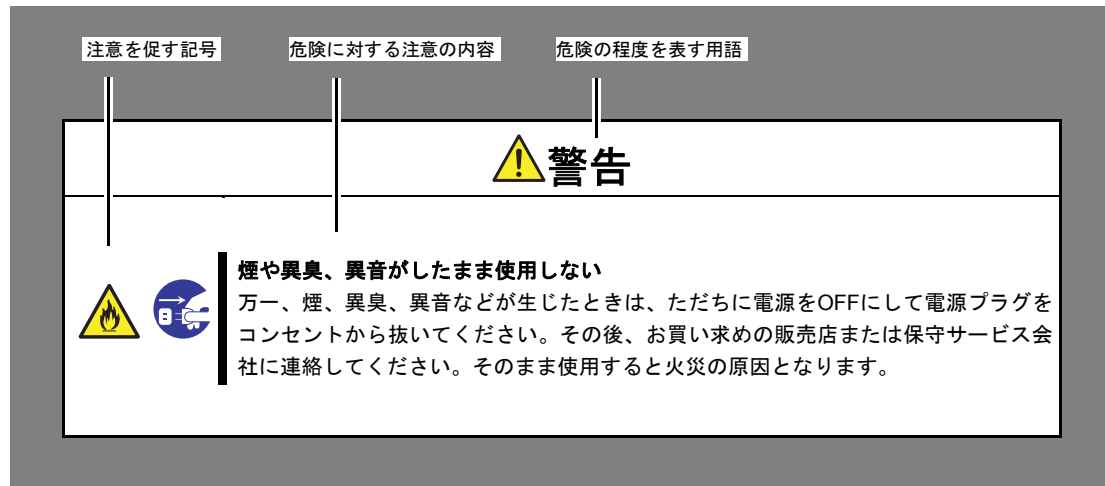 注意を促す記号
危険に対する注意の内容
危険の程度を表す用語
警告
煙や異臭、異音がしたまま使用しない
万一、煙、異臭、異音などが生じたときは、ただちに電源をOFFにして電源プラグを
コンセントから抜いてください。その後、お買い求めの販売店または保守サービス会
社に連絡してください。そのまま使用すると火災の原因となります。